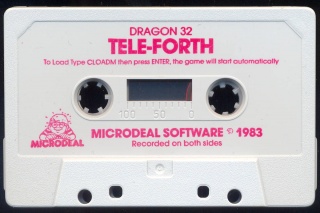 DRAGON 32
TELE-FORTH
To Load Type CLOADM then press ENTER, the game will start automatically
100 50 0
MICRODEAL
MICRODEAL SOFTWARE © 1983
Recorded on both sides